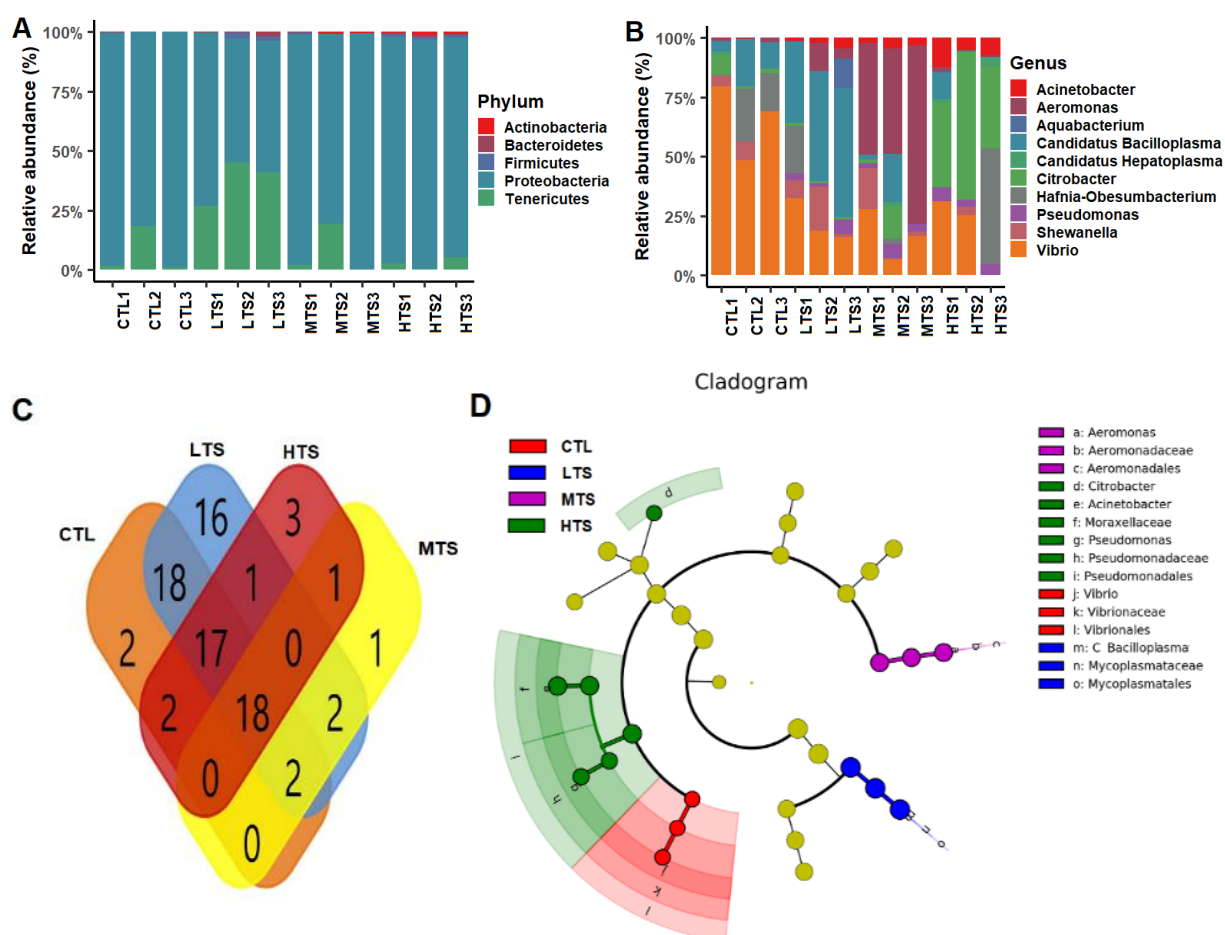 A
Relative abundance (%)
100%
75%
50%
25%
0%
CTL1
CTL2
CTL3
LTS1
LTS2
LTS3
MTS1
MTS2
MTS3
HTS1
HTS2
HTS3
Phylum
Actinobacteria
Bacteroidetes
Firmicutes
Proteobacteria
Tenericutes
B
Relative abundance (%)
100%
75%
50%
25%
0%
CTL1
CTL2
CTL3
LTS1
LTS2
LTS3
MTS1
MTS2
MTS3
HTS1
HTS2
HTS3
Genus
Acinetobacter
Aeromonas
Aquabacterium
Candidatus Bacilloplasma
Candidatus Hepatoplasma
Citrobacter
Hafnia-Obesumbacterium
Pseudomonas
Shewanella
Vibrio
C
LTS
HTS
CTL
MTS
16
3
18
1
1
2
17
0
1
2
18
2
0
2
0
D
Cladogram
CTL
LTS
MTS
HTS
a: Aeromonas
b: Aeromonadaceae
c: Aeromonadales
d: Citrobacter
e: Acinetobacter
f: Moraxellaceae
g: Pseudomonas
h: Pseudomonadaceae
i: Pseudomonadales
j: Vibrio
k: Vibrionaceae
l: Vibrionales
m: C Bacilloplasma
n: Mycoplasmataceae
o: Mycoplasmatales
d
a
b
c
f
e
i
g
h
j
k
l
m
n
o